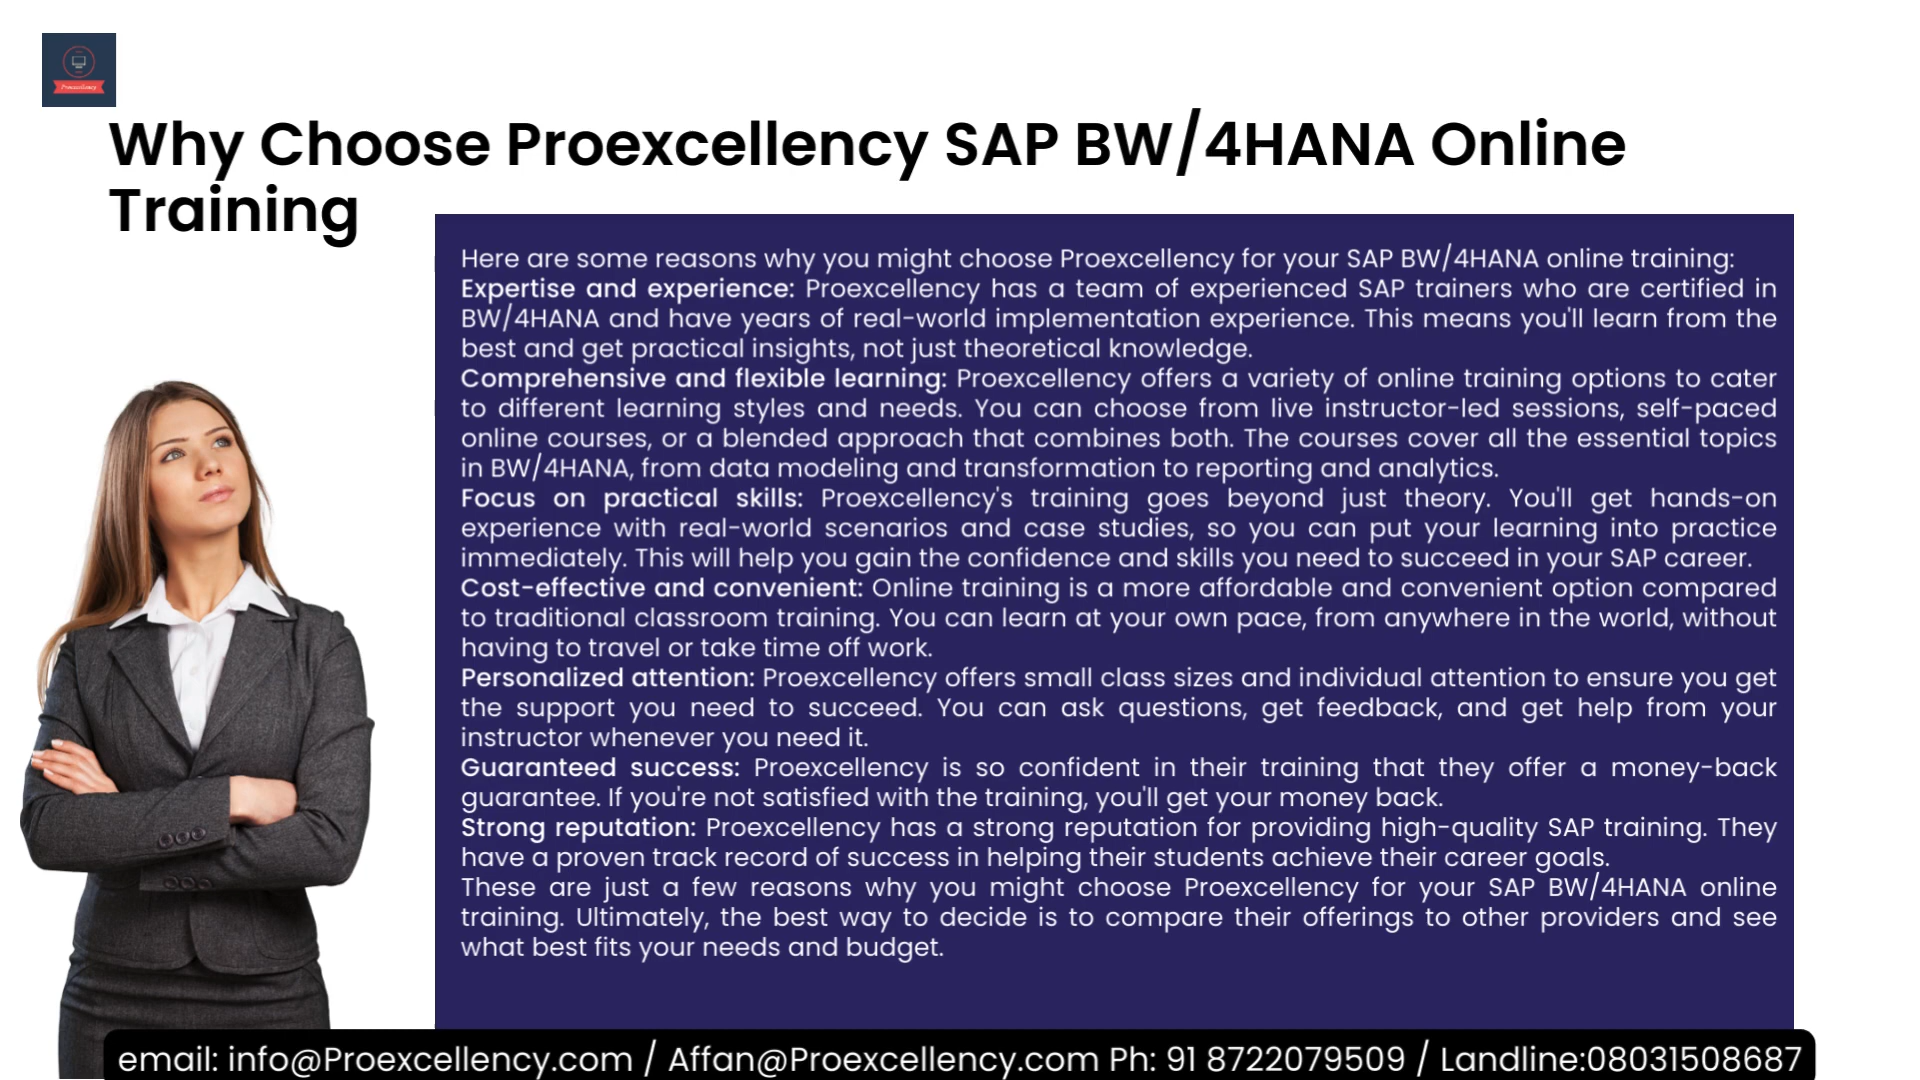 Proexcellency
Why Choose Proexcellency SAP BW/4HANA Online
Training
Here are some reasons why you might choose Proexcellency for your SAP BW/4HANA online training:
Expertise and experience: Proexcellency has a team of experienced SAP trainers who are certified in
BW/4HANA and have years of real-world implementation experience. This means you'll learn from the
best and get practical insights, not just theoretical knowledge.
Comprehensive and flexible learning: Proexcellency offers a variety of online training options to cater
to different learning styles and needs. You can choose from live instructor-led sessions, self-paced
online courses, or a blended approach that combines both. The courses cover all the essential topics
in BW/4HANA, from data modeling and transformation to reporting and analytics.
Focus on practical skills: Proexcellency's training goes beyond just theory. You'll get hands-on
experience with real-world scenarios and case studies, so you can put your learning into practice
immediately. This will help you gain the confidence and skills you need to succeed in your SAP career.
Cost-effective and convenient: Online training is a more affordable and convenient option compared
to traditional classroom training. You can learn at your own pace, from anywhere in the world, without
having to travel or take time off work.
Personalized attention: Proexcellency offers small class sizes and individual attention to ensure you get
the support you need to succeed. You can ask questions, get feedback, and get help from your
instructor whenever you need it.
Guaranteed success: Proexcellency is so confident in their training that they offer a money-back
guarantee. If you're not satisfied with the training, you'll get your money back.
Strong reputation: Proexcellency has a strong reputation for providing high-quality SAP training. They
have a proven track record of success in helping their students achieve their career goals.
These are just a few reasons why you might choose Proexcellency for your SAP BW/4HANA online
training. Ultimately, the best way to decide is to compare their offerings to other providers and see
what best fits your needs and budget.
email: info@Proexcellency.com / Affan@Proexcellency.com Ph: 91 8722079509 / Landline:08031508687